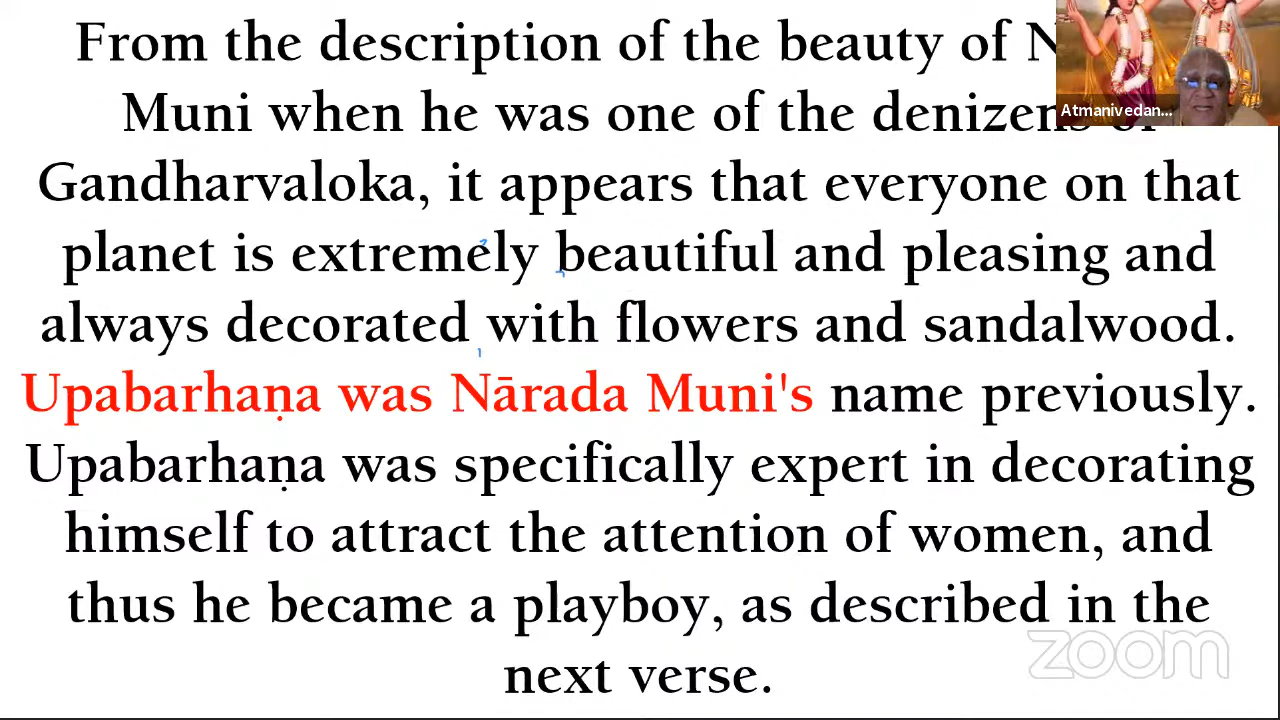 From the description of the beauty of N
Muni when he was one of the denizens of
Gandharvaloka, it appears that everyone on that
planet is extremely beautiful and pleasing and
always decorated with flowers and sandalwood.
Upabarhaṇa was Nārada Muni's name previously.
Upabarhaṇa was specifically expert in decorating
himself to attract the attention of women, and
thus he became a playboy, as described in the
next verse.
Atmanivedan...
zoom